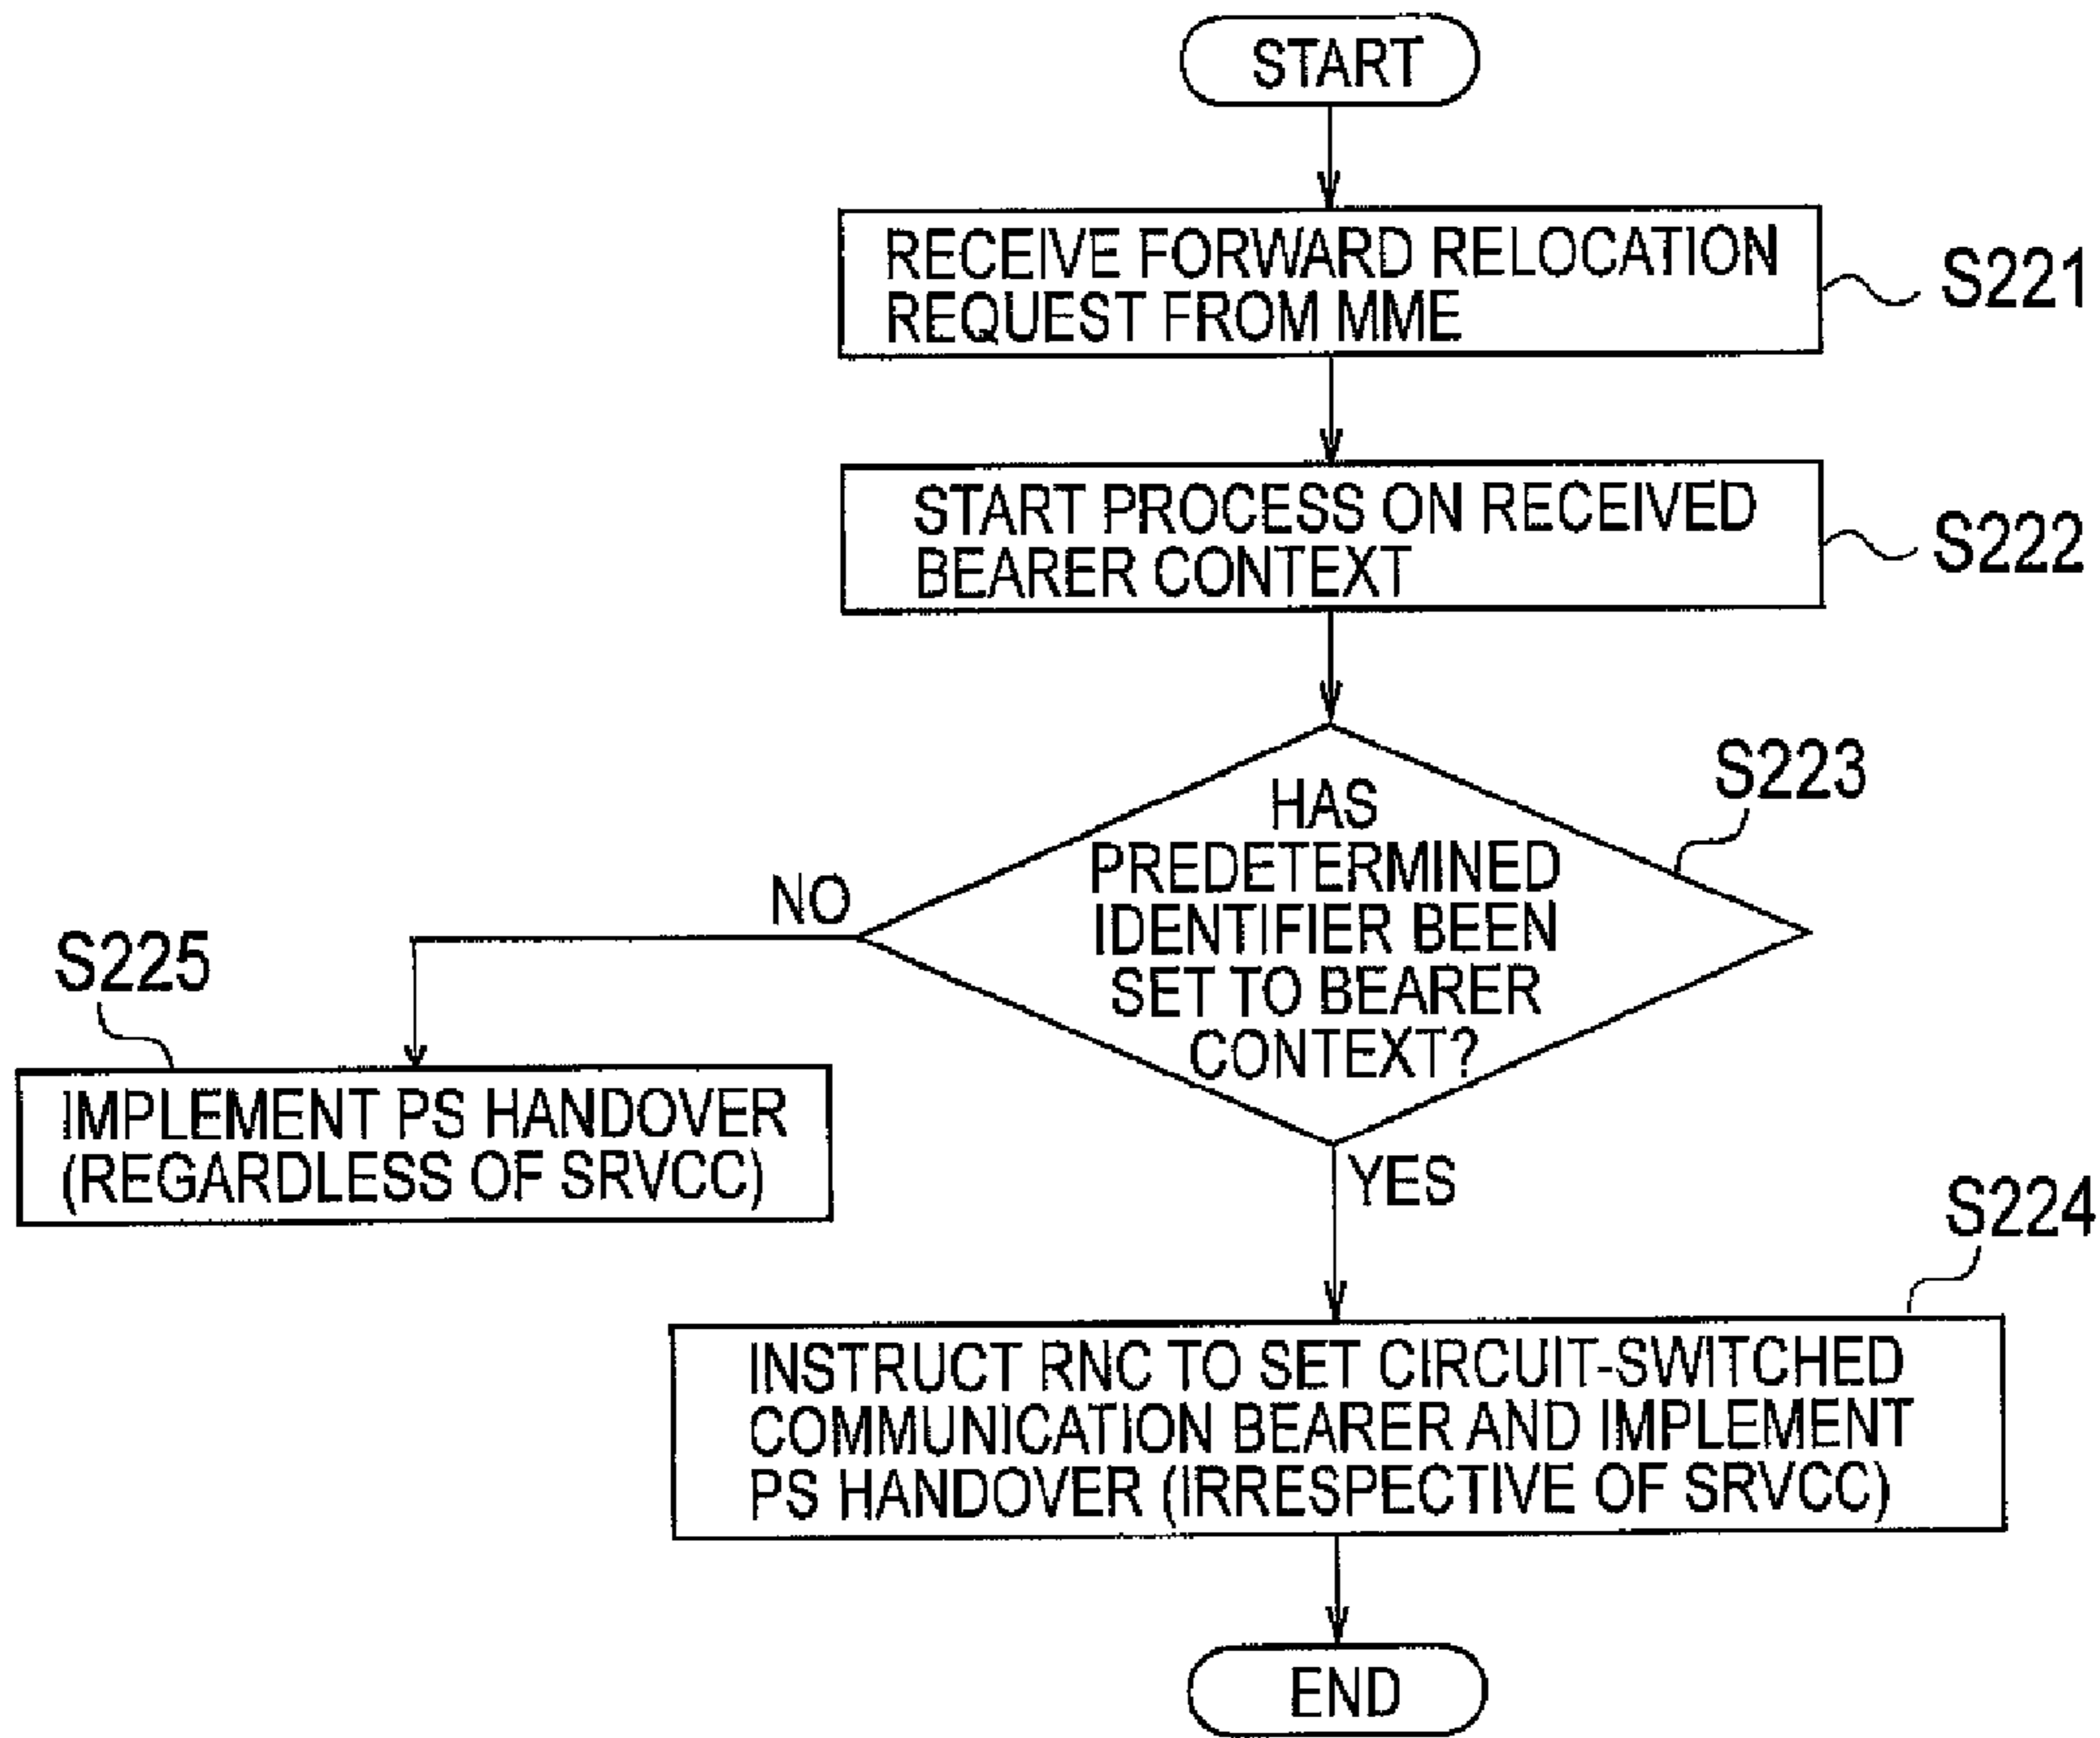 START
RECEIVE FORWARD RELOCATION
REQUEST FROM MME
S221
START PROCESS ON RECEIVED
BEARER CONTEXT
S222
HAS
PREDETERMINED
IDENTIFIER BEEN
SET TO BEARER
CONTEXT?
S223
NO
S225
IMPLEMENT PS HANDOVER
(REGARDLESS OF SRVCC)
YES
S224
INSTRUCT RNC TO SET CIRCUIT-SWITCHED
COMMUNICATION BEARER AND IMPLEMENT
PS HANDOVER (IRRESPECTIVE OF SRVCC)
END